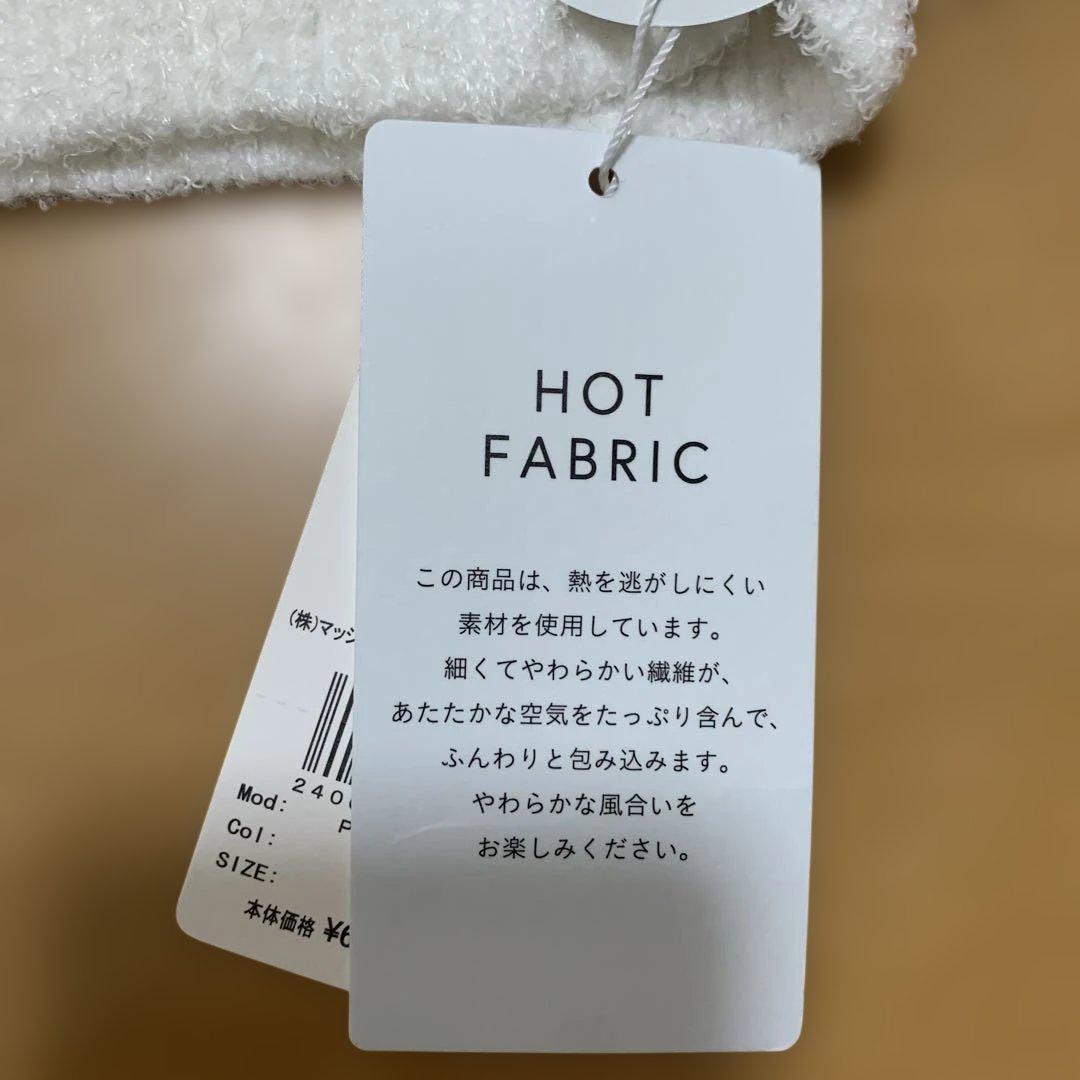 HOT
FABRIC
この商品は、熱を逃がしにくい
素材を使用しています。
細くてやわらかい繊維が、
あたたかな空気をたっぷり含んで、
ふんわりと包み込みます。
やわらかな風合いを
お楽しみください。
(株)マッシ
240
Mod: P
Col:
SIZE:
本体価格 ¥